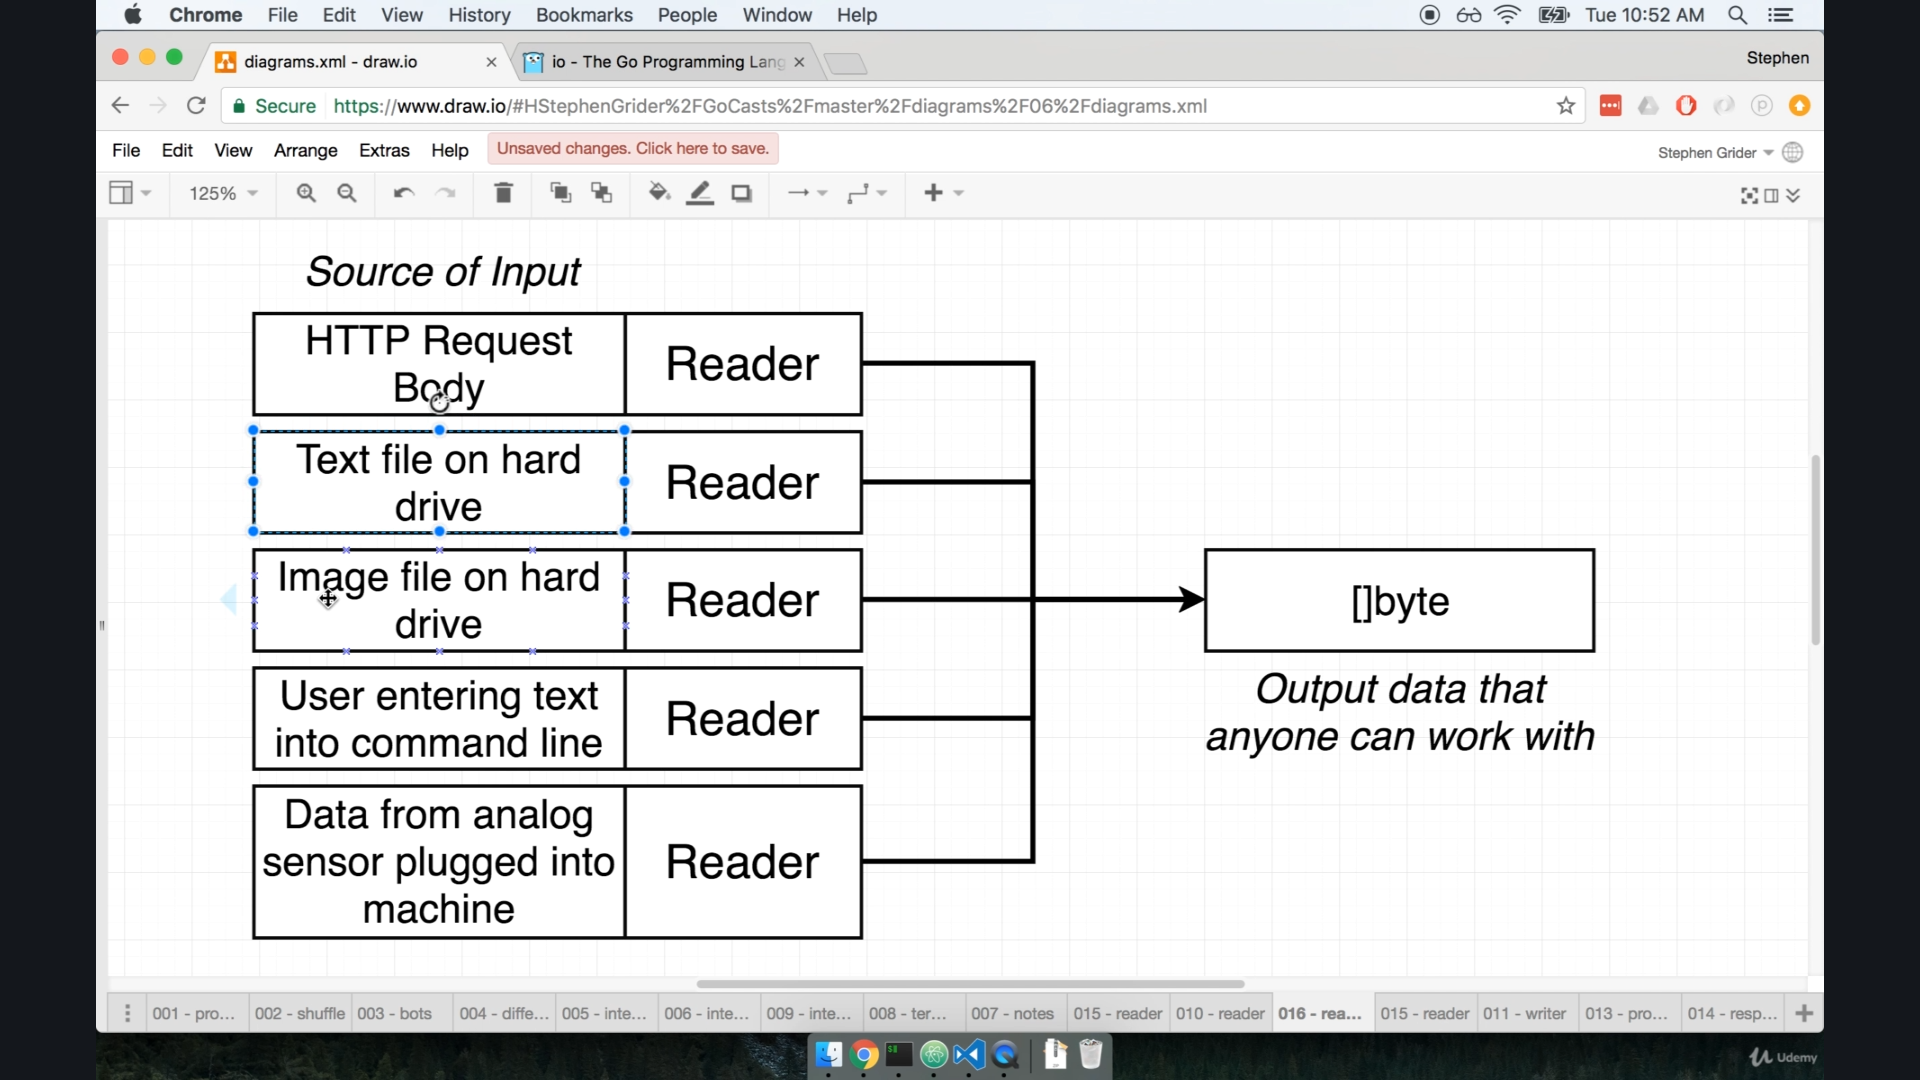 Chrome File Edit View History Bookmarks People Window Help Tue 10:52 AM
diagrams.xml - draw.io io - The Go Programming Lang Stephen
Secure https://www.draw.io/#HStephenGrider%2FGoCasts%2Fmaster%2Fdiagrams%2F06%2Fdiagrams.xml
File Edit View Arrange Extras Help Unsaved changes. Click here to save. Stephen Grider
125%
Source of Input
HTTP Request
Body
Reader
Text file on hard
drive
Reader
Image file on hard
drive
Reader
User entering text
into command line
Reader
Data from analog
sensor plugged into
machine
Reader
[]byte
Output data that
anyone can work with
001 - pro... 002 - shuffle 003 - bots 004 - diffe... 005 - inte... 006 - inte... 009 - inte... 008 - ter... 007 - notes 015 - reader 010 - reader 016 - rea... 015 - reader 011 - writer 013 - pro... 014 - resp...
Udemy